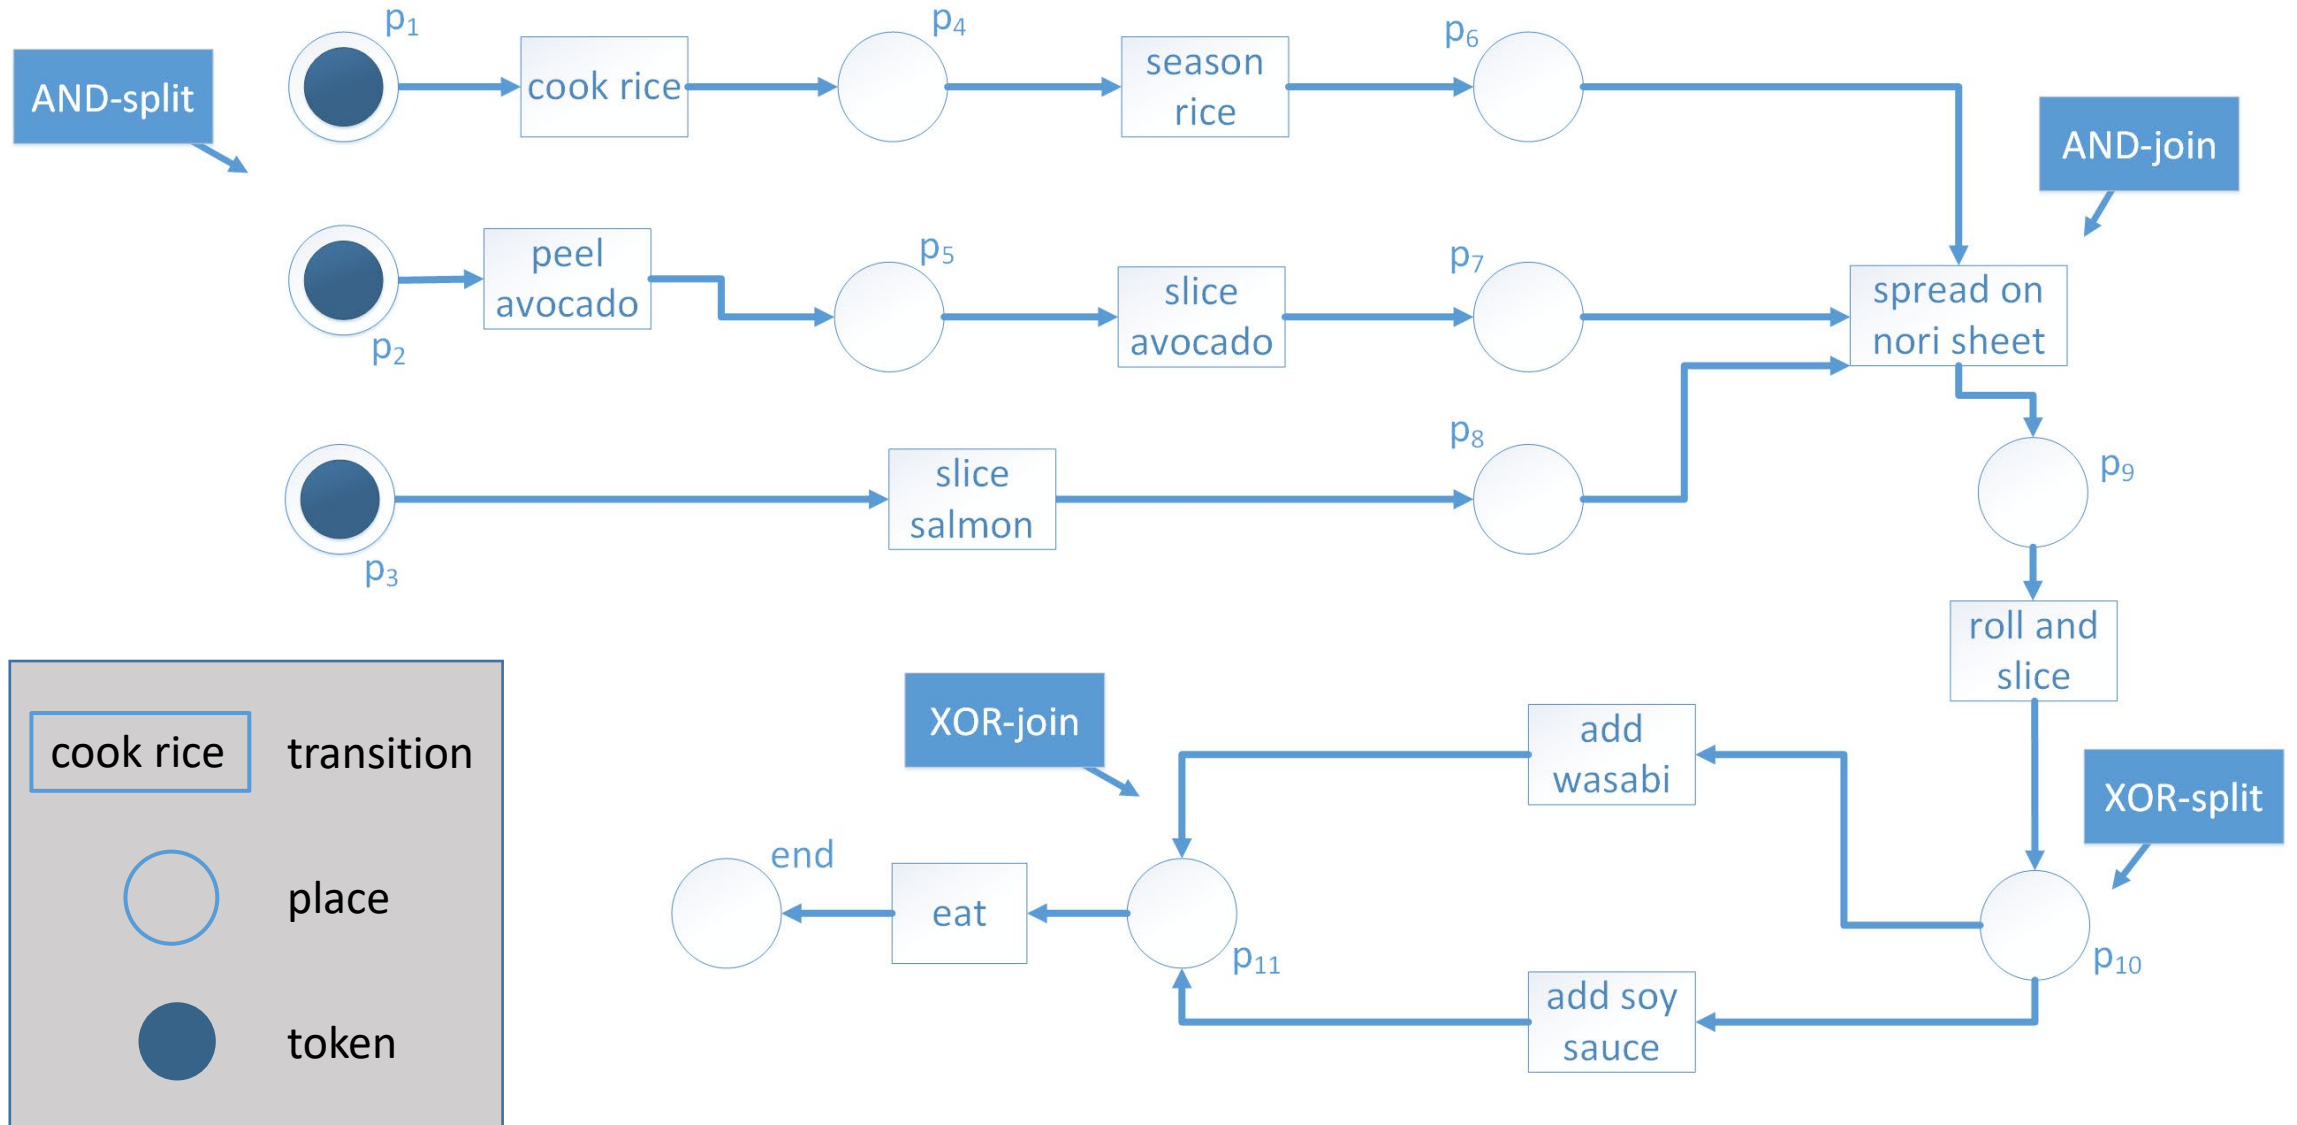 p1
p4
p6
AND-split
cook rice
season
rice
AND-join
p2
peel
avocado
p5
slice
avocado
p7
spread on
nori sheet
p3
slice
salmon
p8
p9
roll and
slice
XOR-join
add
wasabi
XOR-split
end
eat
p11
add soy
sauce
p10
cook rice
transition
place
token